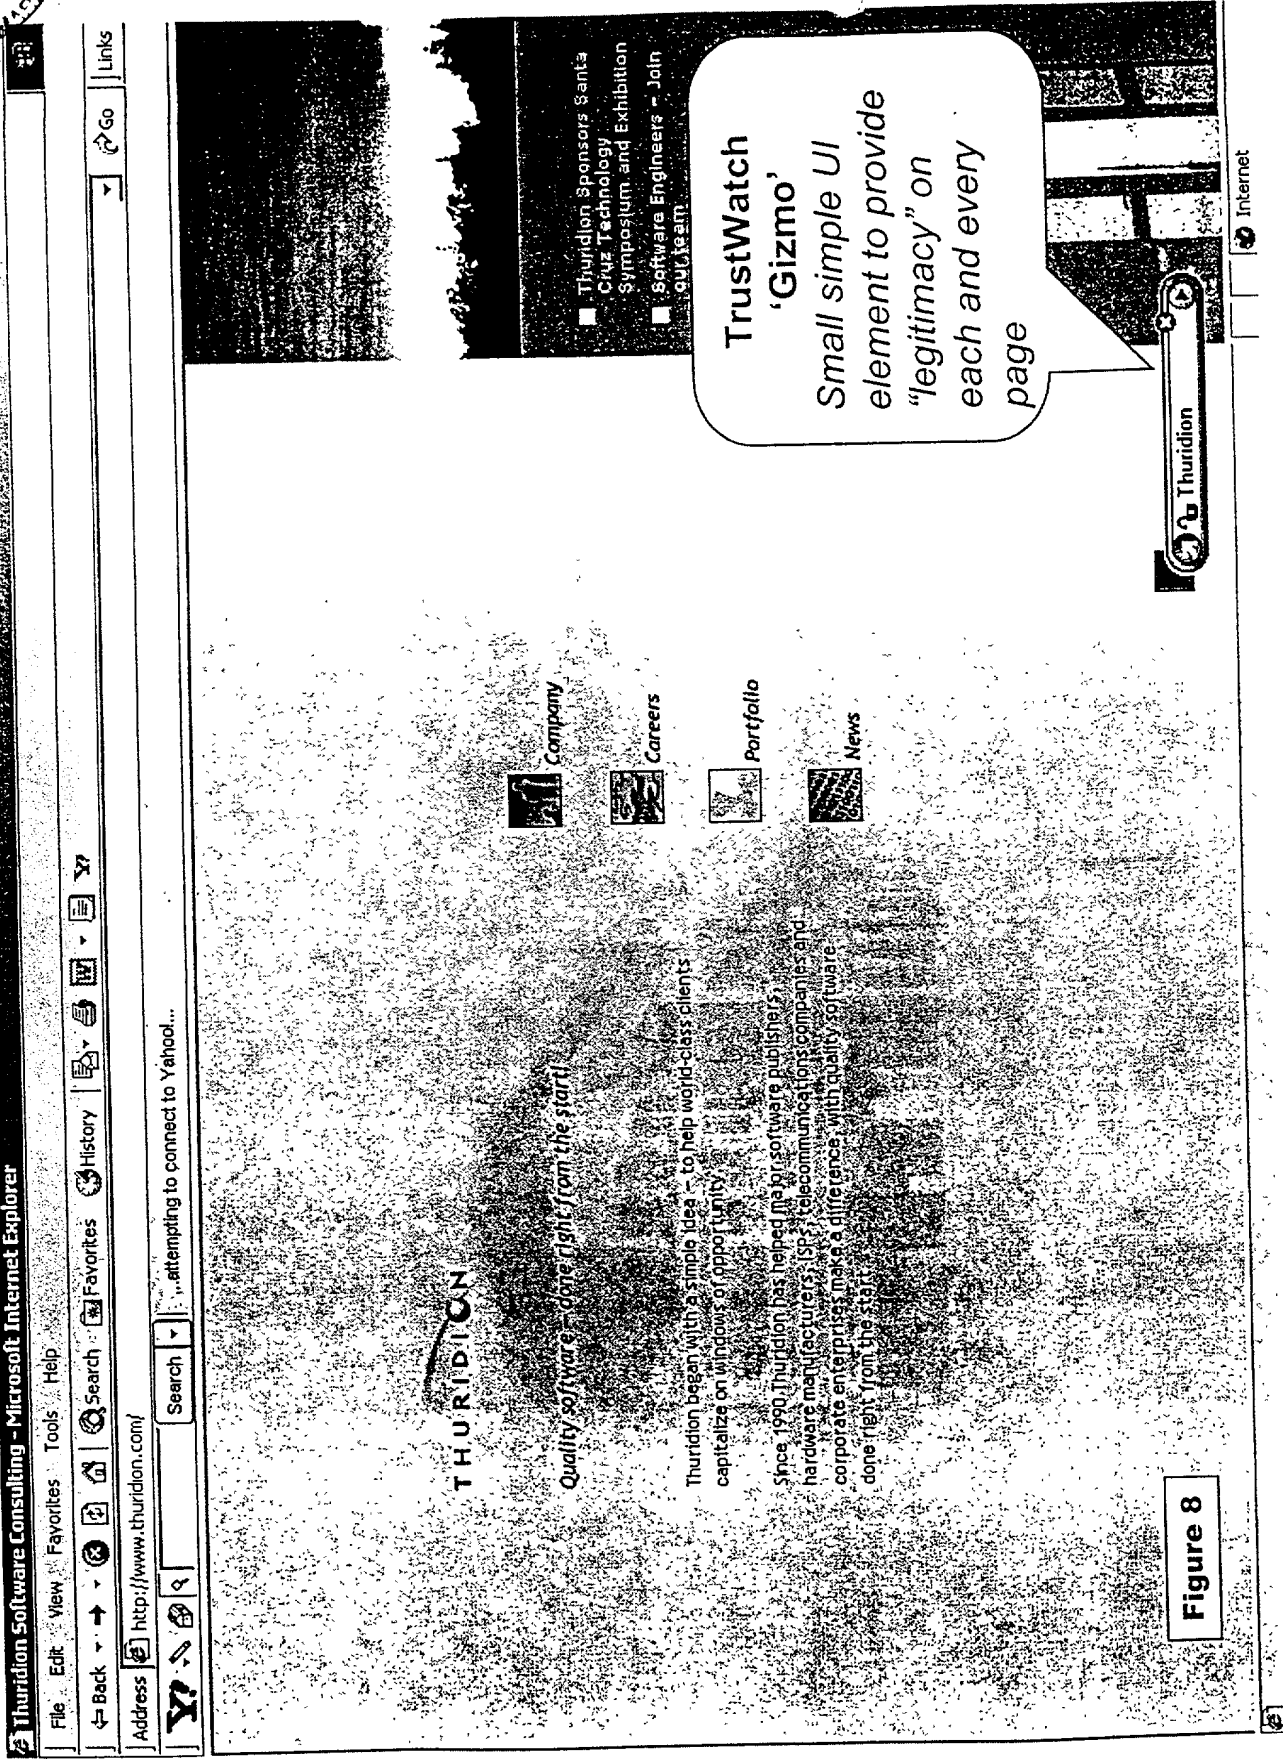 Thuridion Software Consulting - Microsoft Internet Explorer
File Edit View Favorites Tools Help
Back Search Favorites History
Address http://www.thuridion.com/ Go Links
Y! Search ...attempting to connect to Yahoo!...
THURIDION
Quality software – done right from the start!
Thuridion began with a simple idea – to help world-class clients
capitalize on windows of opportunity.
Since 1990 Thuridion has helped major software publishers,
hardware manufacturers, ISPs, telecommunications companies and
corporate enterprises make a difference, with quality software
done right from the start.
Company
Careers
Portfolio
News
Thuridion Sponsors Santa
Cruz Technology
Symposium and Exhibition
Software Engineers - Join
our team
TrustWatch
‘Gizmo’
Small simple UI
element to provide
“legitimacy” on
each and every
page
Thuridion
Figure 8
Internet